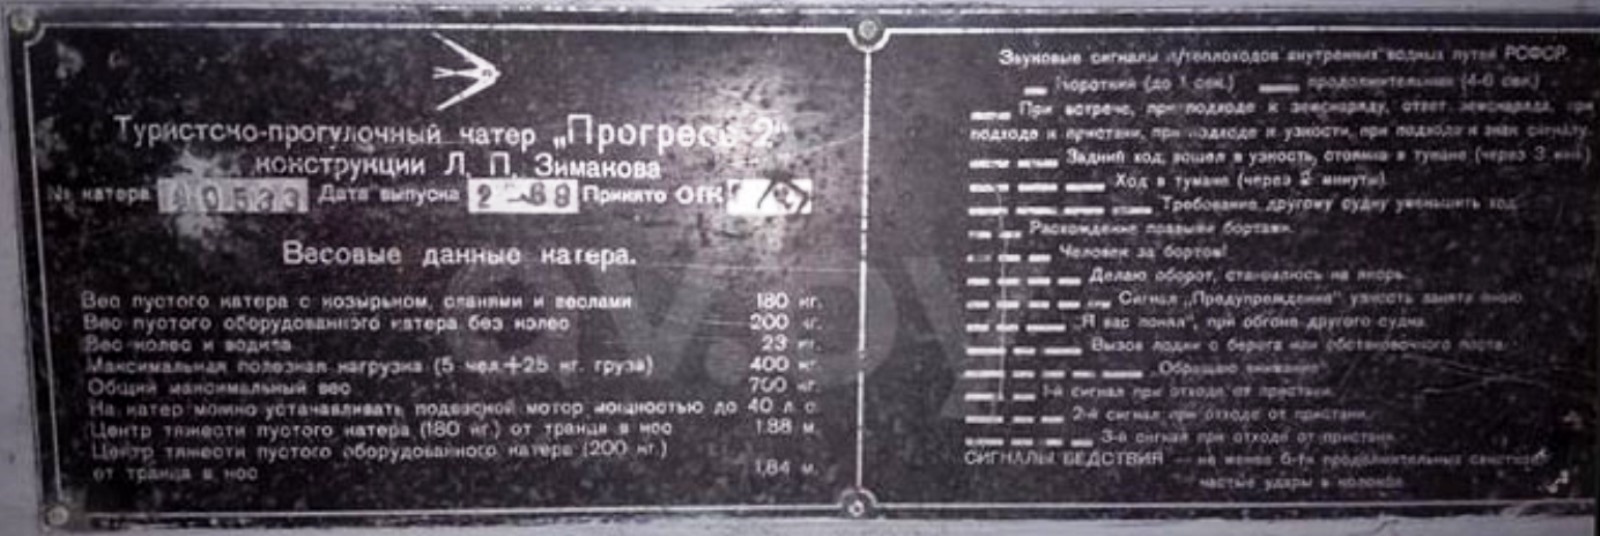 Туристско-прогулочный катер „Прогресс-2"
конструкции Л. П. Зимакова
№ катера 40533 Дата выпуска 2-69 Принято ОТК
Весовые данные катера.
Вес пустого катера с козырьком, сланями и веслами 180 кг.
Вес пустого оборудованного катера без колес 200 кг.
Вес колес и водила 23 кг.
Максимальная полезная нагрузка (5 чел+25 кг. груза) 400 кг.
Общий максимальный вес 700 кг.
На катер можно устанавливать подвесной мотор мощностью до 40 л. с.
Центр тяжести пустого катера (180 кг.) от транца в нос 1.88 м.
Центр тяжести пустого оборудованного катера (200 кг.)
от транца в нос 1,84 м.
Звуковые сигналы д/теплоходов внутренних водных путей РСФСР.
короткий (до 1 сек.) продолжительный (4-6 сек.)
При встрече, при подходе к земснаряду, ответ земснаряда, при
подходе к пристани, при подходе к узкости, при подходе к знак сигналу.
Задний ход, вошел в узкость, стоянка в тумане (через 3 мин)
Ход в тумане (через 2 минуты)
Требование другому судну уменьшить ход
Расхождение правыми бортами.
Человек за бортом!
Делаю оборот, становлюсь на якорь.
Сигнал „Предупреждение" узкость занята мною
„Я вас понял", при обгоне другого судна.
Вызов лодки с берега или обстановочного поста
Обращаю внимание
1-й сигнал при отходе от пристани.
2-й сигнал при отходе от пристани.
3-й сигнал при отходе от пристани
СИГНАЛЫ БЕДСТВИЯ — не менее 6-ти продолжительных
частые удары в колокол.